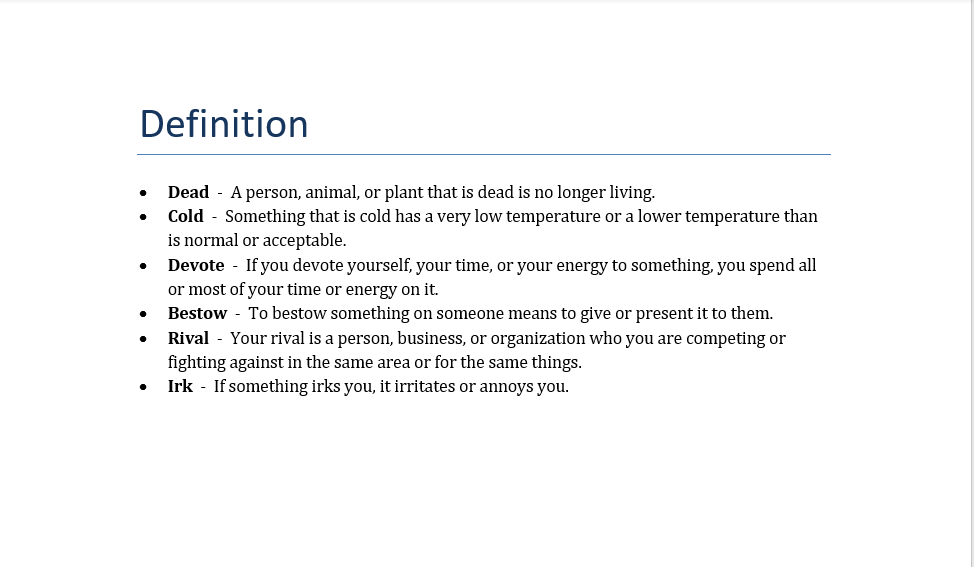 Definition
• Dead - A person, animal, or plant that is dead is no longer living.
• Cold - Something that is cold has a very low temperature or a lower temperature than
is normal or acceptable.
• Devote - If you devote yourself, your time, or your energy to something, you spend all
or most of your time or energy on it.
• Bestow - To bestow something on someone means to give or present it to them.
• Rival - Your rival is a person, business, or organization who you are competing or
fighting against in the same area or for the same things.
• Irk - If something irks you, it irritates or annoys you.